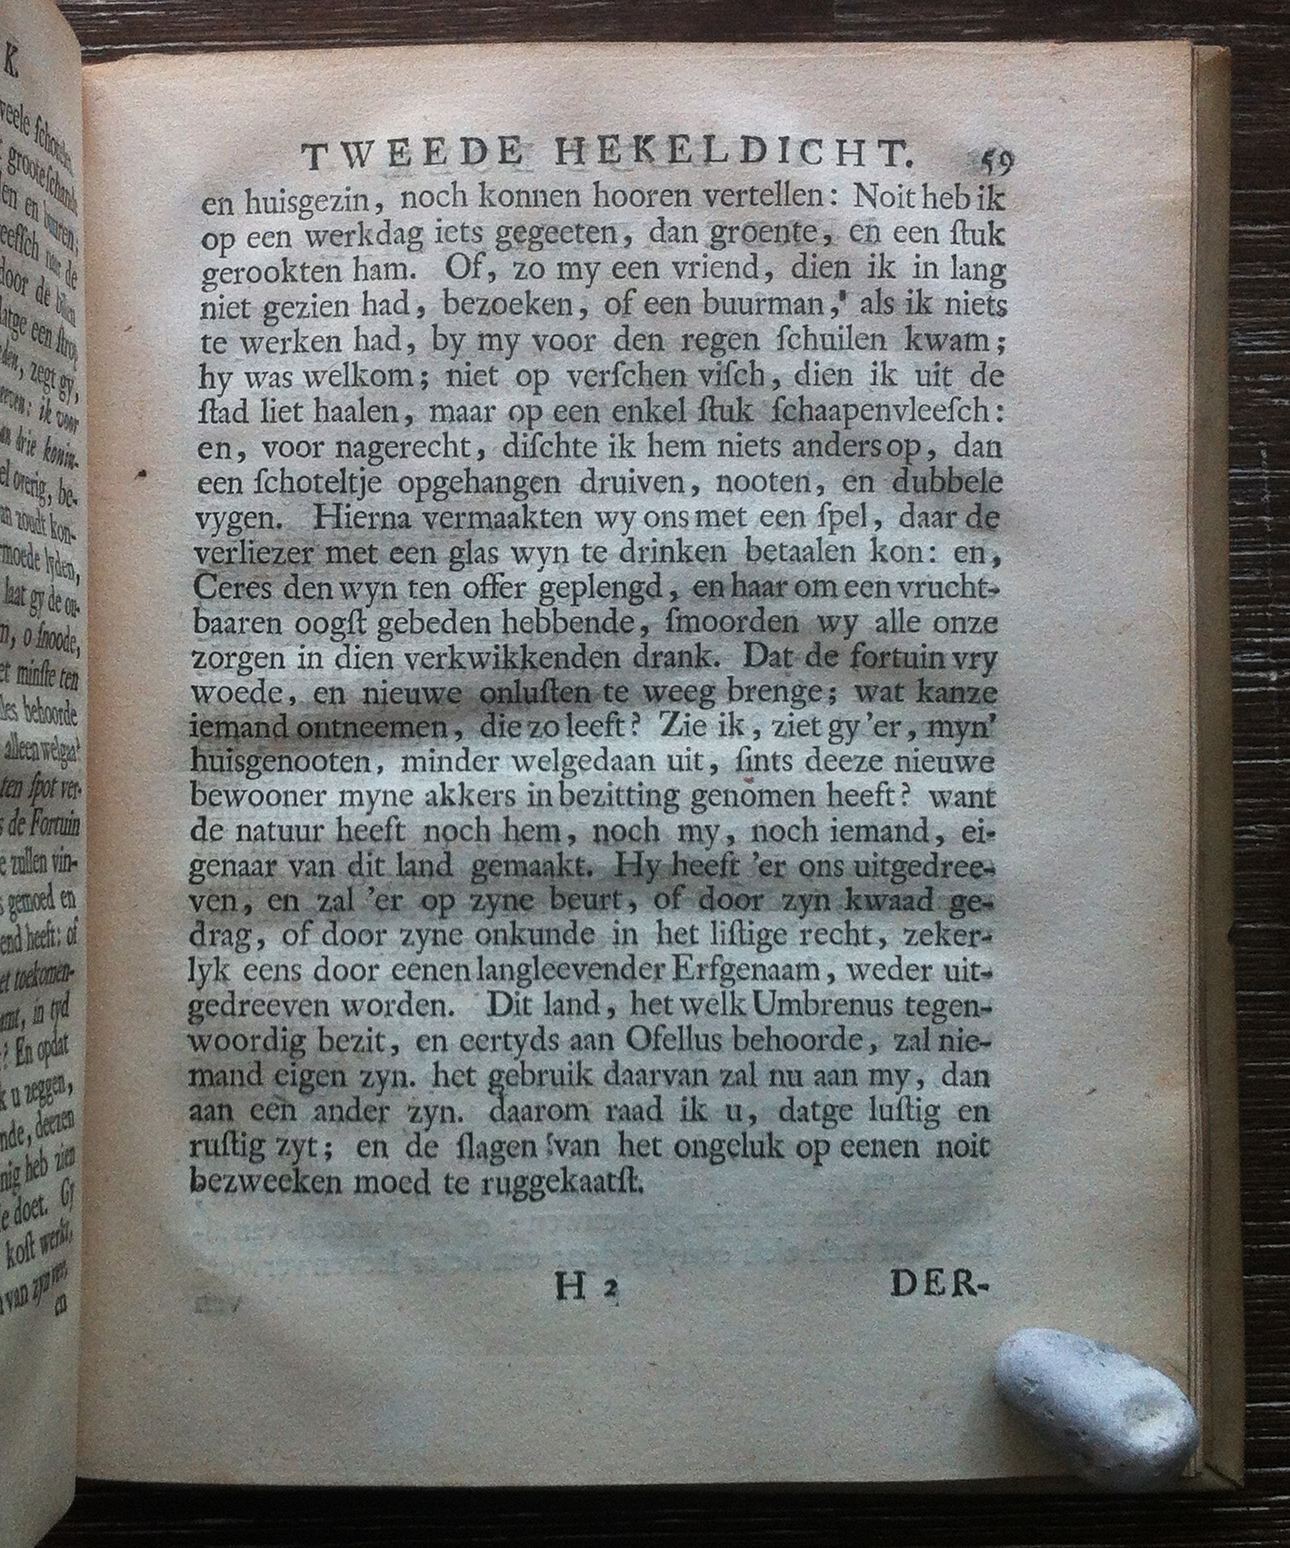 TWEEDE HEKELDICHT. 59
en huisgezin, noch konnen hooren vertellen: Noit heb ik
op een werkdag iets gegeeten, dan groente, en een ſtuk
gerookten ham. Of, zo my een vriend, dien ik in lang
niet gezien had, bezoeken, of een buurman, als ik niets
te werken had, by my voor den regen ſchuilen kwam;
hy was welkom; niet op verſchen viſch, dien ik uit de
ſtad liet haalen, maar op een enkel ſtuk ſchaapenvleeſch:
en, voor nagerecht, diſchte ik hem niets anders op, dan
een ſchoteltje opgehangen druiven, nooten, en dubbele
vygen. Hierna vermaakten wy ons met een ſpel, daar de
verliezer met een glas wyn te drinken betaalen kon: en,
Ceres den wyn ten offer geplengd, en haar om een vrucht-
baaren oogſt gebeden hebbende, ſmoorden wy alle onze
zorgen in dien verkwikkenden drank. Dat de fortuin vry
woede, en nieuwe onluſten te weeg brenge; wat kanze
iemand ontneemen, die zo leeft? Zie ik, ziet gy 'er, myn'
huisgenooten, minder welgedaan uit, ſints deeze nieuwe
bewooner myne akkers in bezitting genomen heeft? want
de natuur heeft noch hem, noch my, noch iemand, ei-
genaar van dit land gemaakt. Hy heeft 'er ons uitgedree-
ven, en zal 'er op zyne beurt, of door zyn kwaad ge-
drag, of door zyne onkunde in het liſtige recht, zeker-
lyk eens door eenen langleevender Erfgenaam, weder uit-
gedreeven worden. Dit land, het welk Umbrenus tegen-
woordig bezit, en eertyds aan Ofellus behoorde, zal nie-
mand eigen zyn. het gebruik daarvan zal nu aan my, dan
aan een ander zyn. daarom raad ik u, datge luſtig en
ruſtig zyt; en de ſlagen van het ongeluk op eenen noit
bezweeken moed te ruggekaatſt.
H 2 DER-